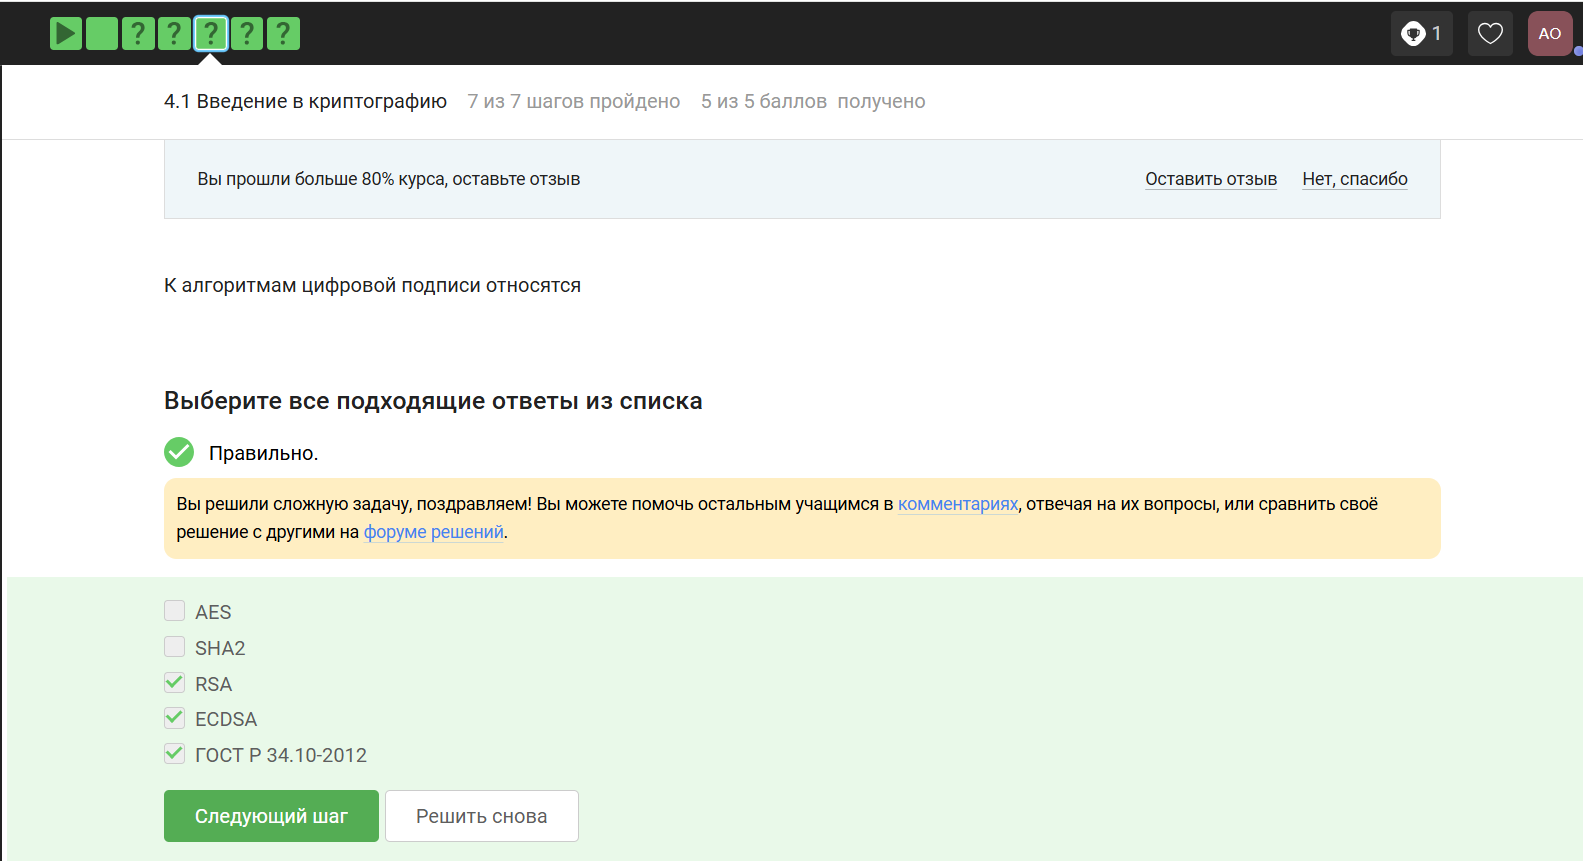 ? ? ? ? ?
1
АО
4.1 Введение в криптографию 7 из 7 шагов пройдено 5 из 5 баллов получено
Вы прошли больше 80% курса, оставьте отзыв Оставить отзыв Нет, спасибо
К алгоритмам цифровой подписи относятся
Выберите все подходящие ответы из списка
Правильно.
Вы решили сложную задачу, поздравляем! Вы можете помочь остальным учащимся в комментариях, отвечая на их вопросы, или сравнить своё
решение с другими на форуме решений.
AES
SHA2
RSA
ECDSA
ГОСТ Р 34.10-2012
Следующий шаг Решить снова